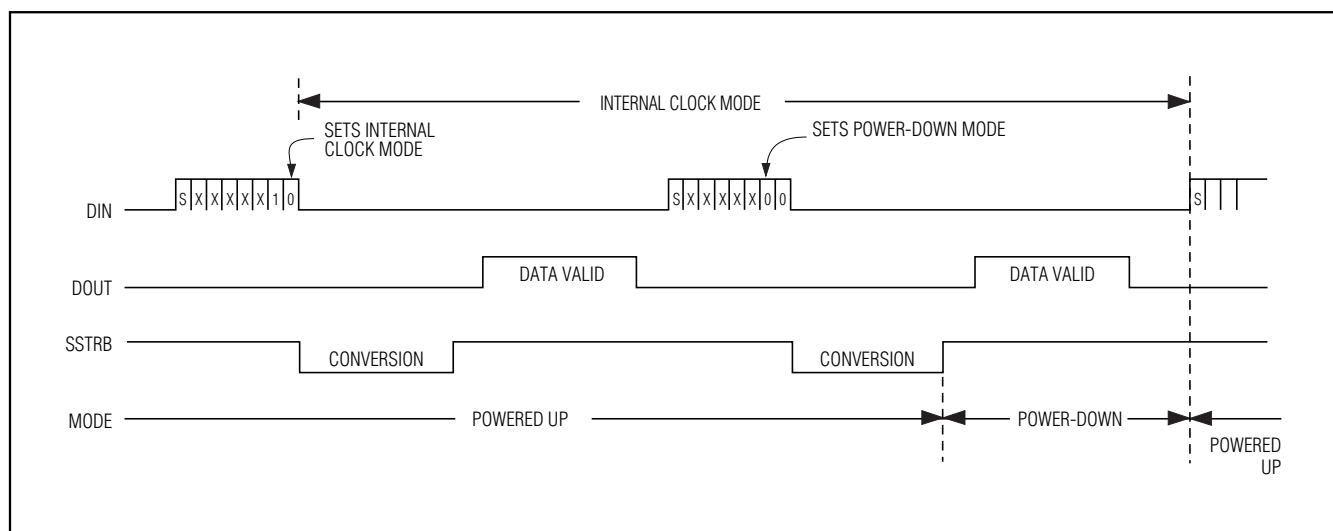 INTERNAL CLOCK MODE
SETS INTERNAL
CLOCK MODE
SETS POWER-DOWN MODE
DIN
S X X X X X 1 0
S X X X X X 0 0
S
DOUT
DATA VALID
DATA VALID
SSTRB
CONVERSION
CONVERSION
MODE
POWERED UP
POWER-DOWN
POWERED
UP